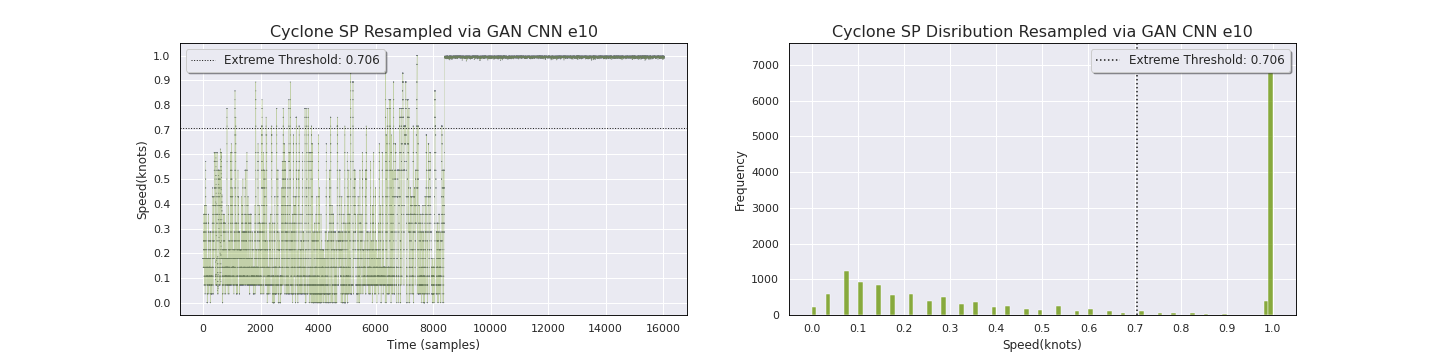 Cyclone SP Resampled via GAN CNN e10
Extreme Threshold: 0.706
1.0
0.9
0.8
0.7
0.6
0.5
0.4
0.3
0.2
0.1
0.0
Speed(knots)
0 2000 4000 6000 8000 10000 12000 14000 16000
Time (samples)
Cyclone SP Disribution Resampled via GAN CNN e10
Extreme Threshold: 0.706
7000
6000
5000
4000
3000
2000
1000
0
Frequency
0.0 0.1 0.2 0.3 0.4 0.5 0.6 0.7 0.8 0.9 1.0
Speed(knots)